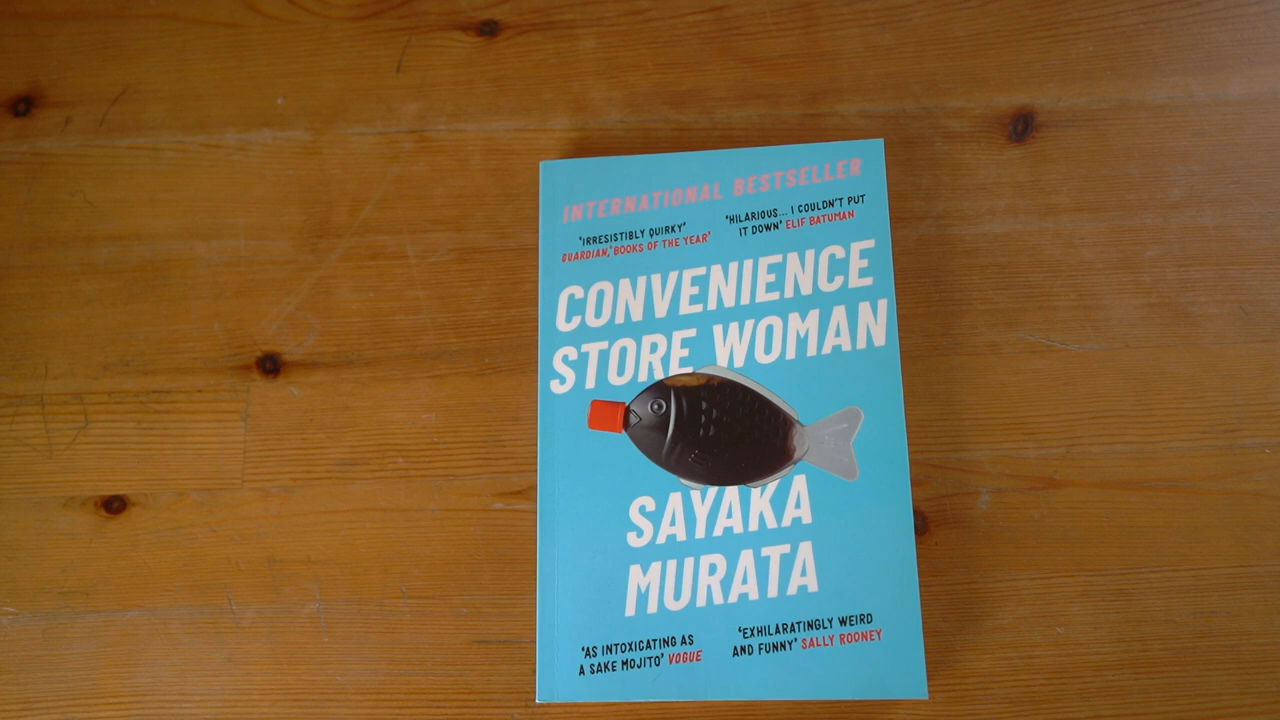 INTERNATIONAL BESTSELLER
'IRRESISTIBLY QUIRKY'
GUARDIAN, 'BOOKS OF THE YEAR'
'HILARIOUS... I COULDN'T PUT
IT DOWN' ELIF BATUMAN
CONVENIENCE
STORE WOMAN
SAYAKA
MURATA
'AS INTOXICATING AS
A SAKE MOJITO' VOGUE
'EXHILARATINGLY WEIRD
AND FUNNY' SALLY ROONEY